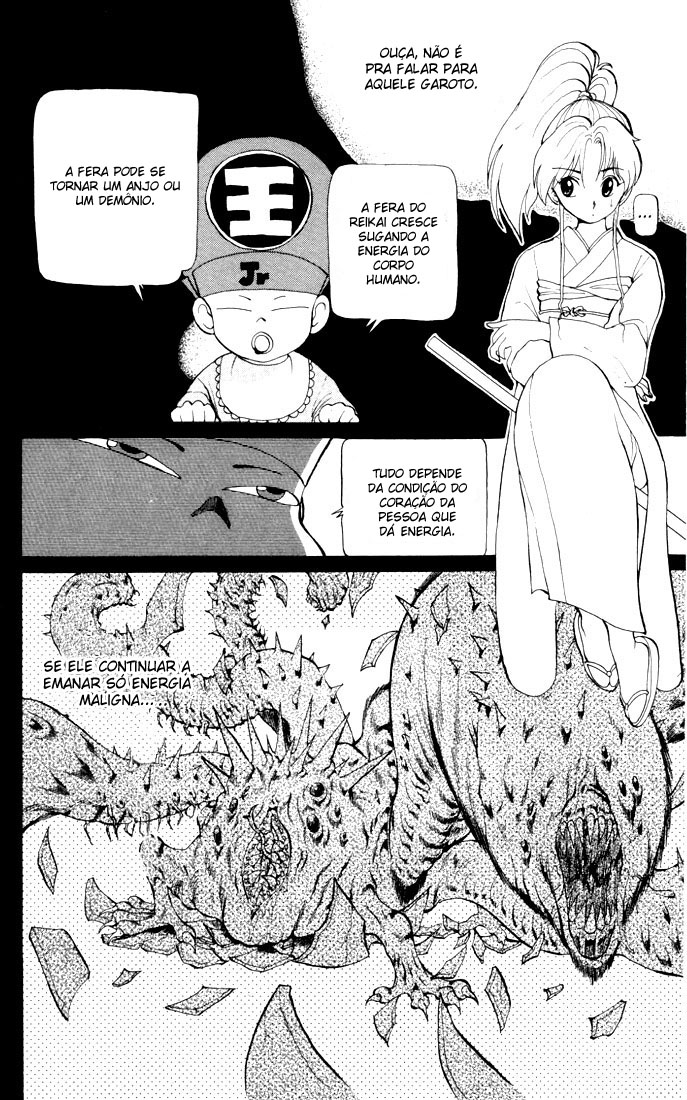 OUÇA, NÃO É
PRA FALAR PARA
AQUELE GAROTO.
...
A FERA DO
REIKAI CRESCE
SUGANDO A
ENERGIA DO
CORPO
HUMANO.
王
Jr
A FERA PODE SE
TORNAR UM ANJO OU
UM DEMÔNIO.
TUDO DEPENDE
DA CONDIÇÃO DO
CORAÇÃO DA
PESSOA QUE
DÁ ENERGIA.
SE ELE CONTINUAR A
EMANAR SÓ ENERGIA
MALIGNA...